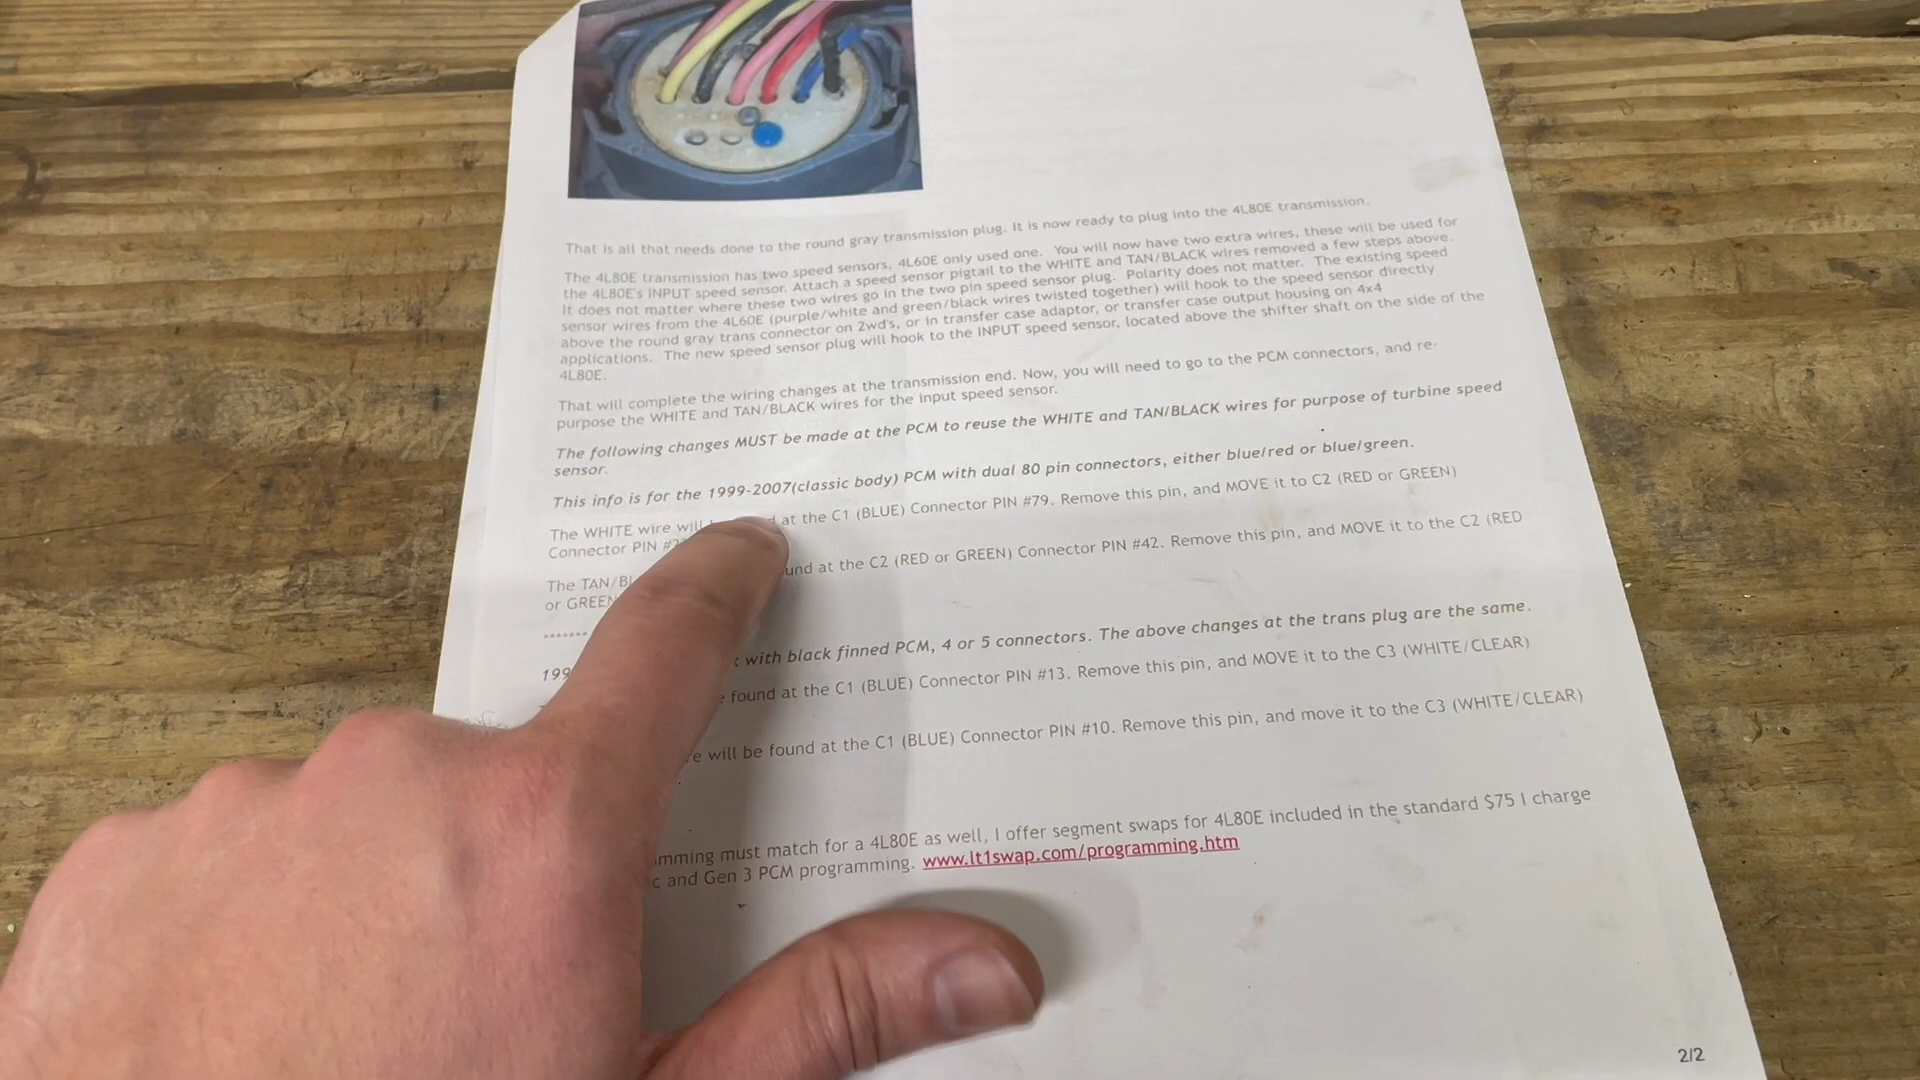 That is all that needs done to the round gray transmission plug. It is now ready to plug into the 4L80E transmission.
The 4L80E transmission has two speed sensors, 4L60E only used one. You will now have two extra wires, these will be used for
the 4L80E's INPUT speed sensor. Attach a speed sensor pigtail to the WHITE and TAN/BLACK wires removed a few steps above.
It does not matter where these two wires go in the two pin speed sensor plug. Polarity does not matter. The existing speed
sensor wires from the 4L60E (purple/white and green/black wires twisted together) will hook to the speed sensor directly
above the round gray trans connector on 2wd's, or in transfer case adaptor, or transfer case output housing on 4x4
applications. The new speed sensor plug will hook to the INPUT speed sensor, located above the shifter shaft on the side of the
4L80E.
That will complete the wiring changes at the transmission end. Now, you will need to go to the PCM connectors, and re-
purpose the WHITE and TAN/BLACK wires for the input speed sensor.
The following changes MUST be made at the PCM to reuse the WHITE and TAN/BLACK wires for purpose of turbine speed
sensor.
This info is for the 1999-2007(classic body) PCM with dual 80 pin connectors, either blue/red or blue/green.
The WHITE wire will at the C1 (BLUE) Connector PIN #79. Remove this pin, and MOVE it to C2 (RED or GREEN)
Connector PIN
The at the C2 (RED or GREEN) Connector PIN #42. Remove this pin, and MOVE it to the C2 (RED
or GREEN
*******
with black finned PCM, 4 or 5 connectors. The above changes at the trans plug are the same.
found at the C1 (BLUE) Connector PIN #13. Remove this pin, and MOVE it to the C3 (WHITE/CLEAR)
will be found at the C1 (BLUE) Connector PIN #10. Remove this pin, and move it to the C3 (WHITE/CLEAR)
must match for a 4L80E as well, I offer segment swaps for 4L80E included in the standard $75 I charge
and Gen 3 PCM programming. www.lt1swap.com/programming.htm
2/2